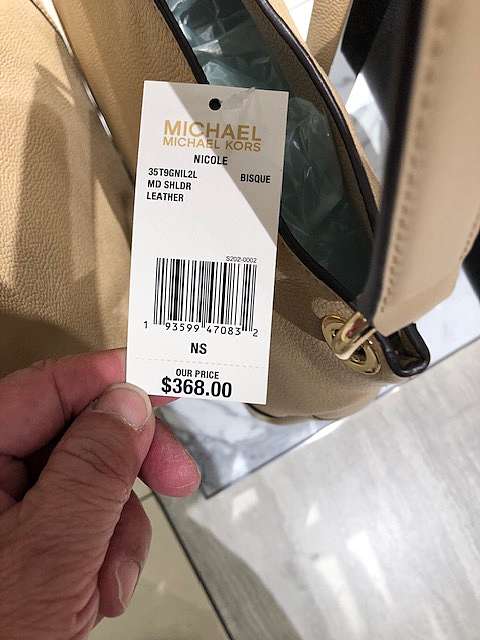 MICHAEL
MICHAEL KORS
NICOLE
35T9GNIL2L
MD SHLDR BISQUE
LEATHER
S202-0002
1 93599 47083 2
NS
OUR PRICE
$368.00